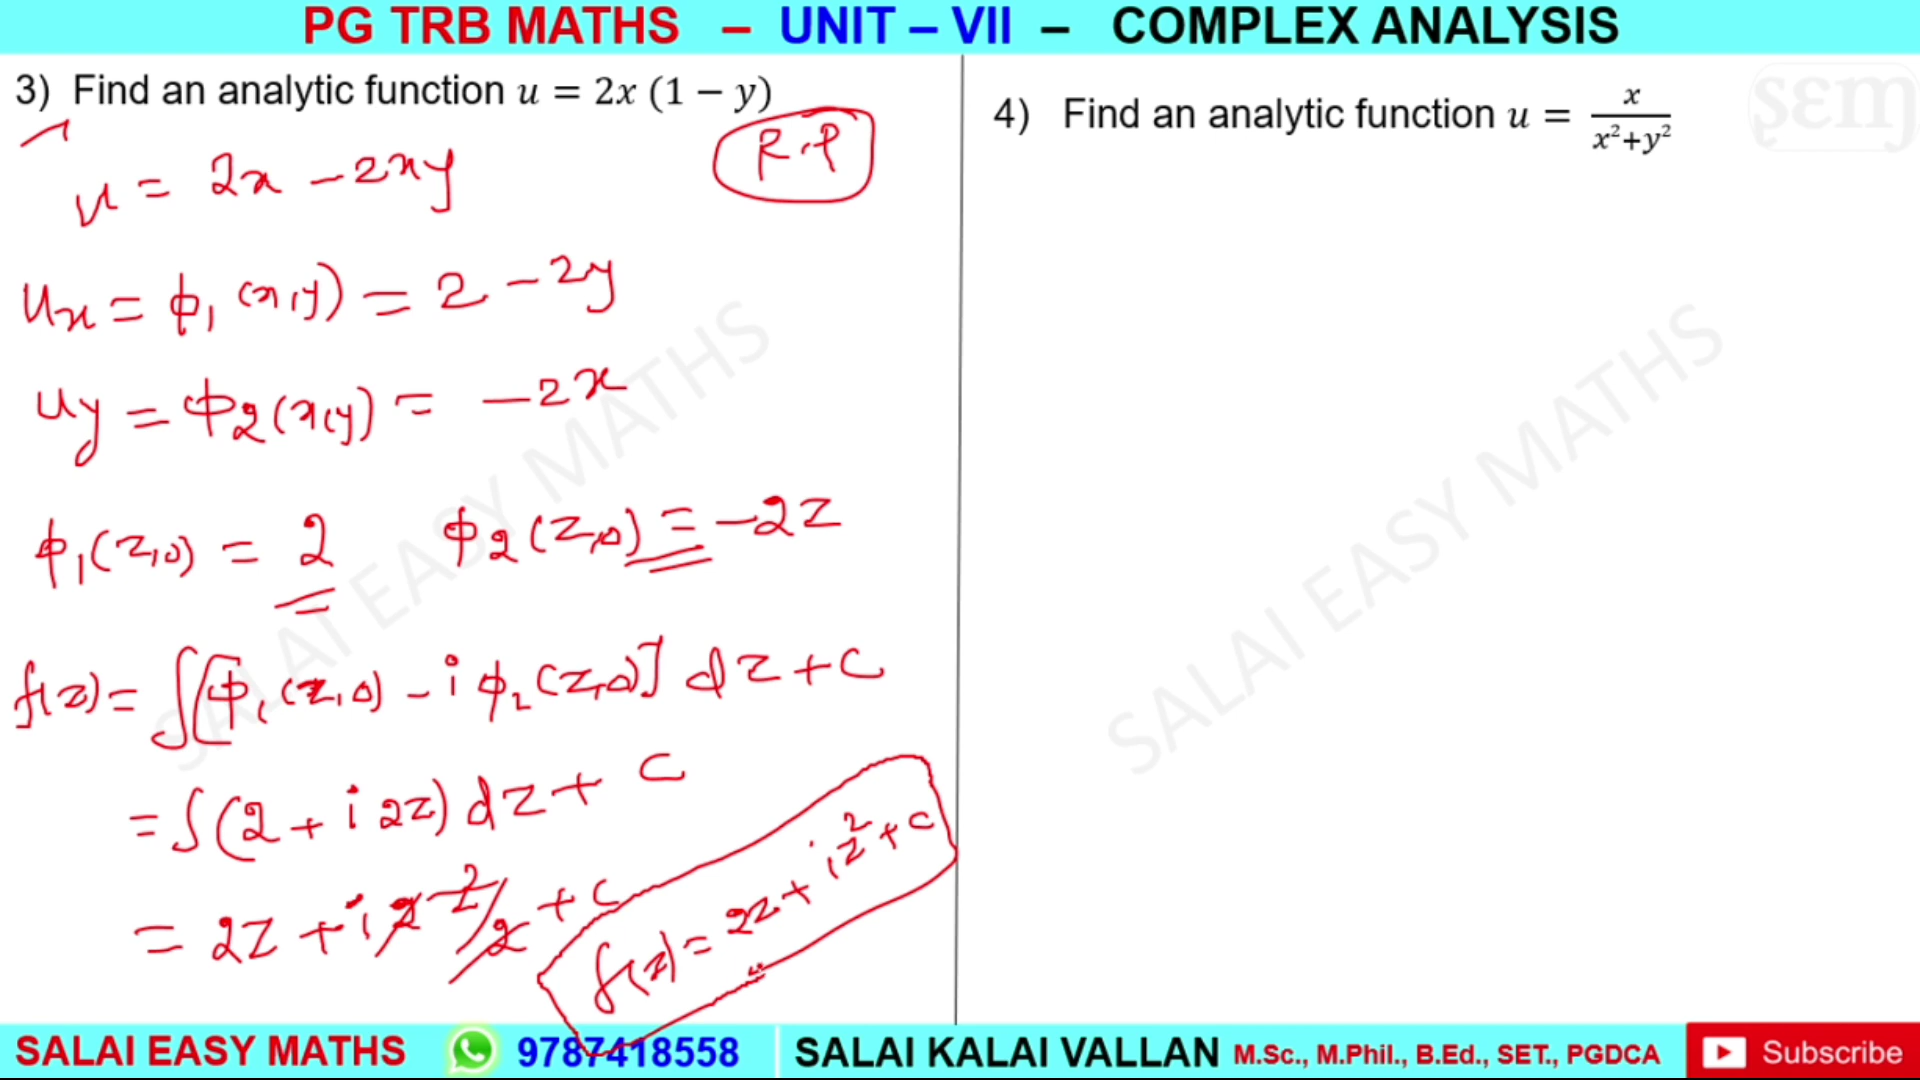 PG TRB MATHS – UNIT – VII – COMPLEX ANALYSIS
3) Find an analytic function u = 2x (1 − y)
R.P
u = 2x − 2xy
ux = ϕ1 (x,y) = 2 − 2y
uy = ϕ2 (x,y) = −2x
ϕ1(z,0) = 2 ϕ2(z,0) = −2z
f(z) = ∫[ϕ1(z,0) − i ϕ2(z,0)] dz + c
= ∫(2 + i 2z) dz + c
= 2z + i 2 z²/2 + c
f(z) = 2z + i z² + c
4) Find an analytic function u = x/(x²+y²)
sem
SALAI EASY MATHS
SALAI EASY MATHS
SALAI EASY MATHS 9787418558 SALAI KALAI VALLAN M.Sc., M.Phil., B.Ed., SET., PGDCA Subscribe